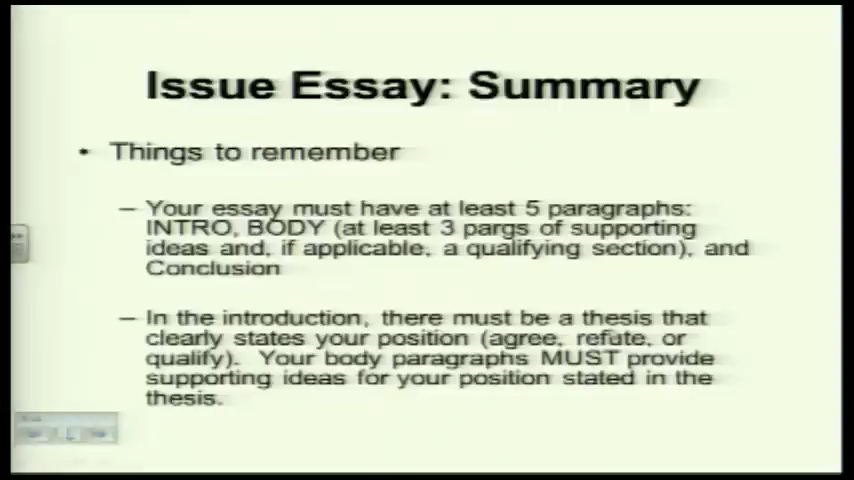 Issue Essay: Summary
• Things to remember
– Your essay must have at least 5 paragraphs:
INTRO, BODY (at least 3 pargs of supporting
ideas and, if applicable, a qualifying section), and
Conclusion
– In the introduction, there must be a thesis that
clearly states your position (agree, refute, or
qualify). Your body paragraphs MUST provide
supporting ideas for your position stated in the
thesis.